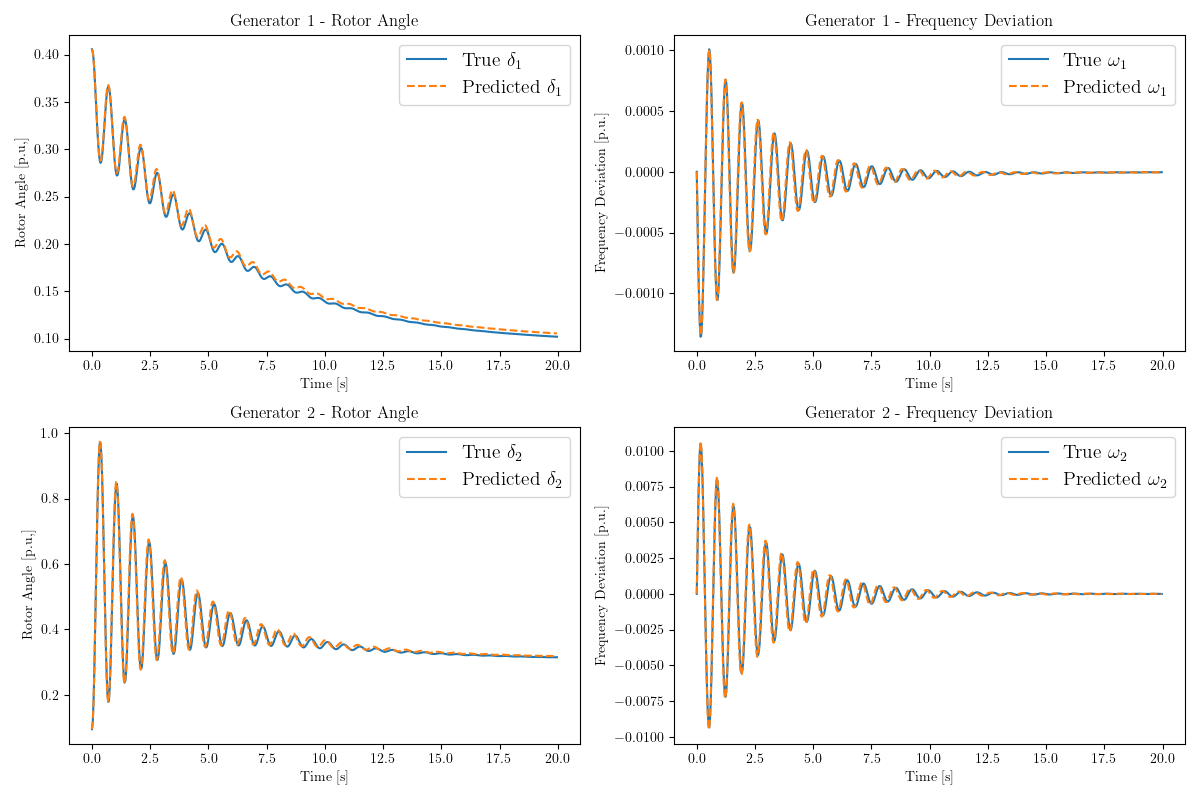 Generator 1 - Rotor Angle
True δ₁
Predicted δ₁
Rotor Angle [p.u,]
0.40
0.35
0.30
0.25
0.20
0.15
0.10
0.0 2.5 5.0 7.5 10.0 12.5 15.0 17.5 20.0
Time [s]
Generator 1 - Frequency Deviation
True ω₁
Predicted ω₁
Frequency Deviation [p.u.]
0.0010
0.0005
0.0000
−0.0005
−0.0010
0.0 2.5 5.0 7.5 10.0 12.5 15.0 17.5 20.0
Time [s]
Generator 2 - Rotor Angle
True δ₂
Predicted δ₂
Rotor Angle [p.u,]
1.0
0.8
0.6
0.4
0.2
0.0 2.5 5.0 7.5 10.0 12.5 15.0 17.5 20.0
Time [s]
Generator 2 - Frequency Deviation
True ω₂
Predicted ω₂
Frequency Deviation [p.u.]
0.0100
0.0075
0.0050
0.0025
0.0000
−0.0025
−0.0050
−0.0075
−0.0100
0.0 2.5 5.0 7.5 10.0 12.5 15.0 17.5 20.0
Time [s]